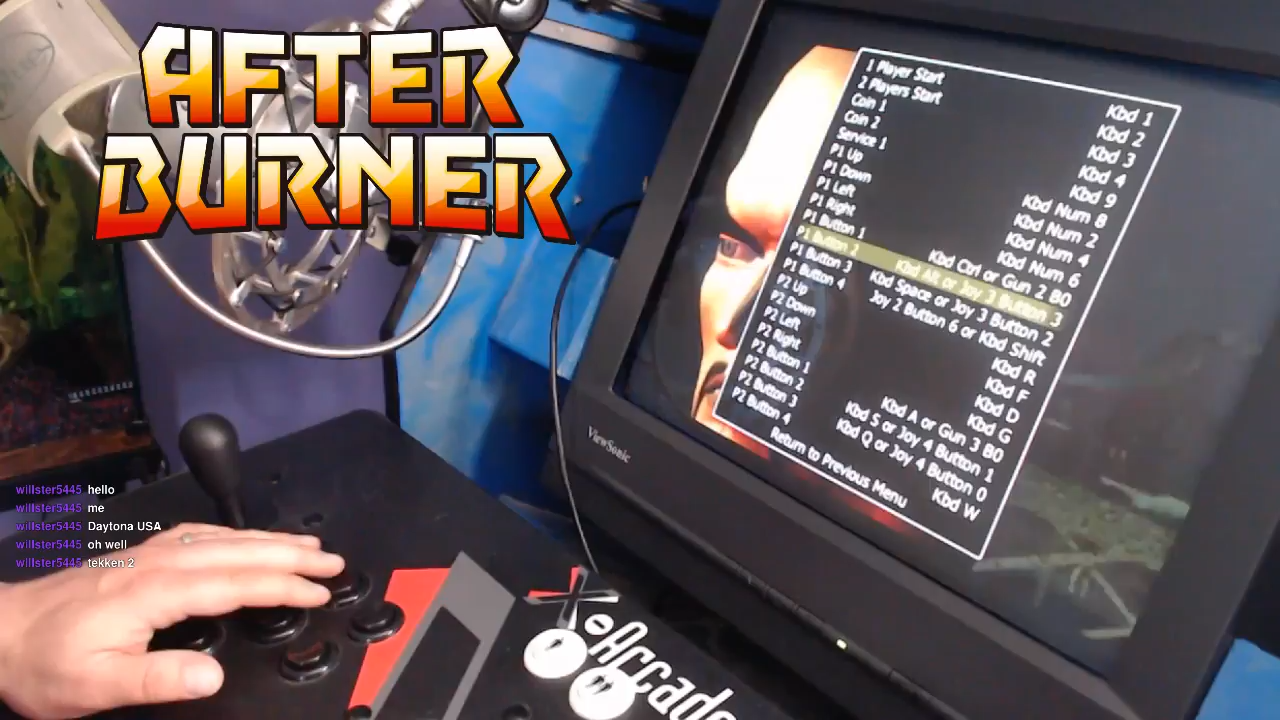 AFTER
BURNER
1 Player Start Kbd 1
2 Players Start Kbd 2
Coin 1 Kbd 3
Coin 2 Kbd 4
Service 1 Kbd 9
P1 Up Kbd Num 8
P1 Down Kbd Num 2
P1 Left Kbd Num 4
P1 Right Kbd Num 6
P1 Button 1 Kbd Ctrl or Gun 2 B0
P1 Button 2 Kbd Alt or Joy 3 Button 3
P1 Button 3 Kbd Space or Joy 3 Button 2
P1 Button 4 Joy 2 Button 6 or Kbd Shift
P2 Up Kbd R
P2 Down Kbd F
P2 Left Kbd D
P2 Right Kbd G
P2 Button 1 Kbd A or Gun 3 B0
P2 Button 2 Kbd S or Joy 4 Button 1
P2 Button 3 Kbd Q or Joy 4 Button 0
P2 Button 4 Kbd W
Return to Previous Menu
ViewSonic
willster5445 hello
willster5445 me
willster5445 Daytona USA
willster5445 oh well
willster5445 tekken 2
X-Arcade